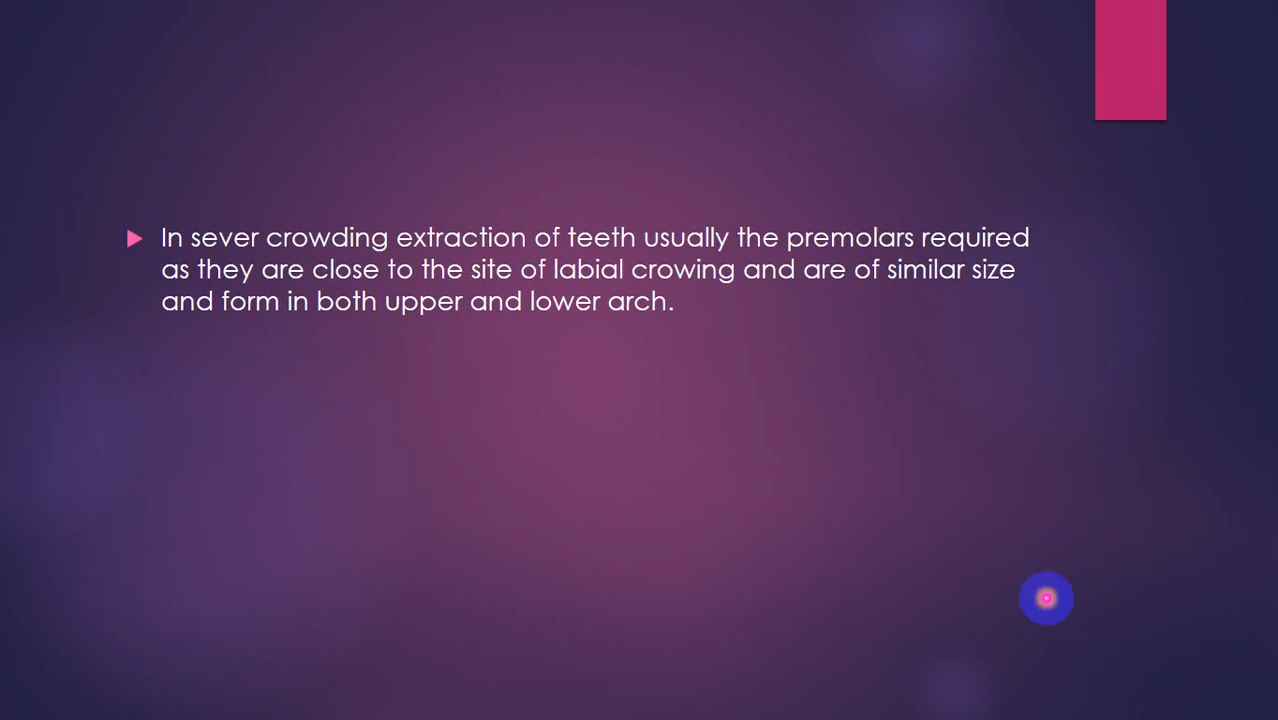 In sever crowding extraction of teeth usually the premolars required
as they are close to the site of labial crowing and are of similar size
and form in both upper and lower arch.